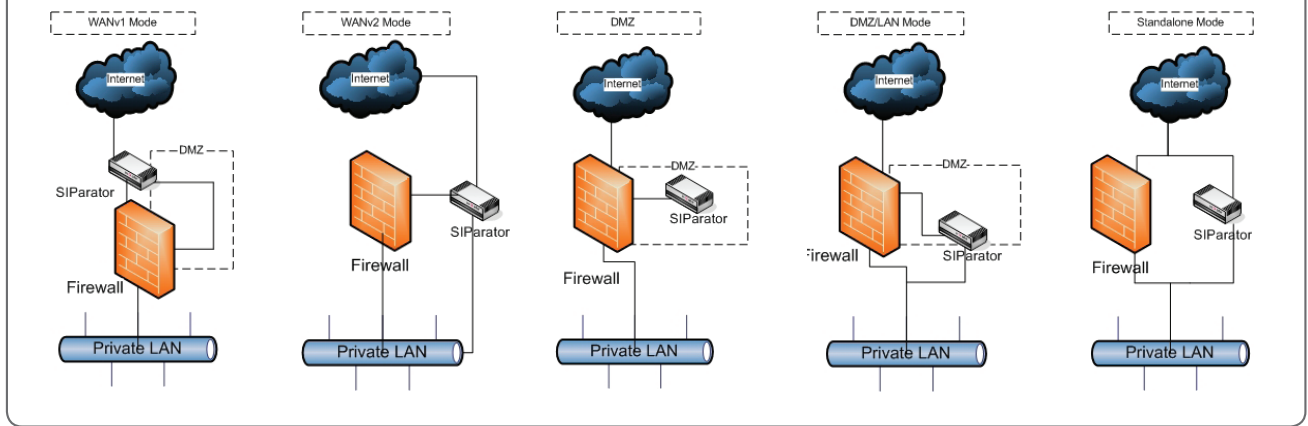 WANv1 Mode
Internet
DMZ
SIParator
Firewall
Private LAN
WANv2 Mode
Internet
SIParator
Firewall
Private LAN
DMZ
Internet
DMZ
SIParator
Firewall
Private LAN
DMZ/LAN Mode
Internet
DMZ
SIParator
Firewall
Private LAN
Standalone Mode
Internet
SIParator
Firewall
Private LAN